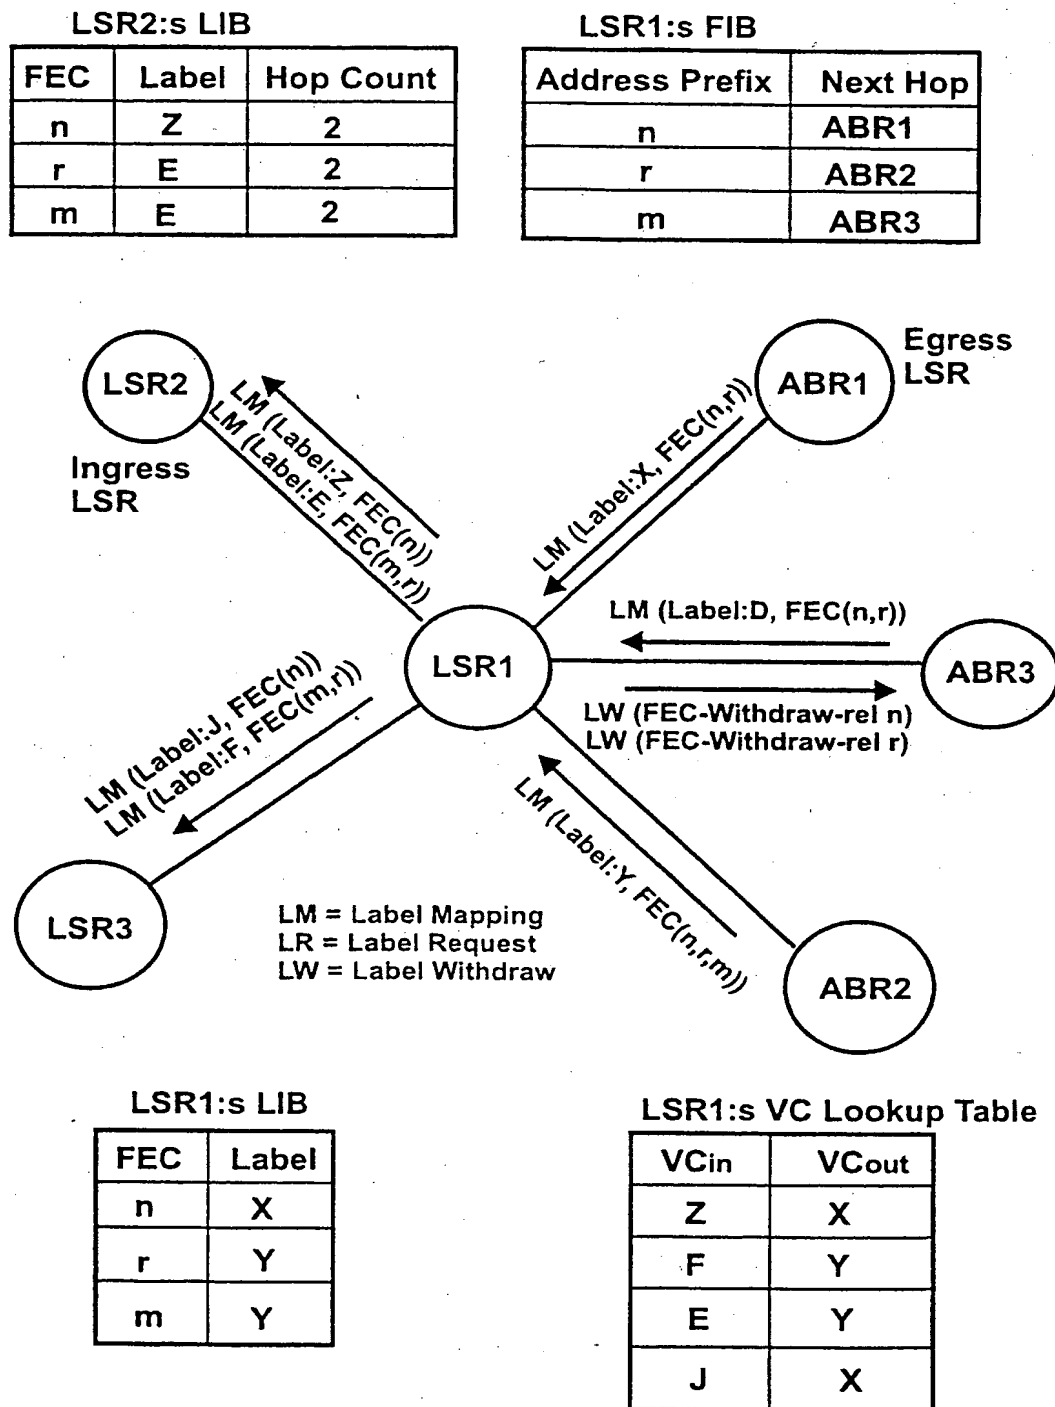 LSR2:s LIB
FEC Label Hop Count
n Z 2
r E 2
m E 2
LSR1:s FIB
Address Prefix Next Hop
n ABR1
r ABR2
m ABR3
LSR2
Ingress
LSR
LM (Label:Z, FEC(n))
LM (Label:E, FEC(m,r))
ABR1
Egress
LSR
LM (Label:X, FEC(n,r))
LSR1
LM (Label:D, FEC(n,r))
ABR3
LW (FEC-Withdraw-rel n)
LW (FEC-Withdraw-rel r)
LM (Label:J, FEC(n))
LM (Label:F, FEC(m,r))
LSR3
LM (Label:Y, FEC(n,r,m))
ABR2
LM = Label Mapping
LR = Label Request
LW = Label Withdraw
LSR1:s LIB
FEC Label
n X
r Y
m Y
LSR1:s VC Lookup Table
VCin VCout
Z X
F Y
E Y
J X